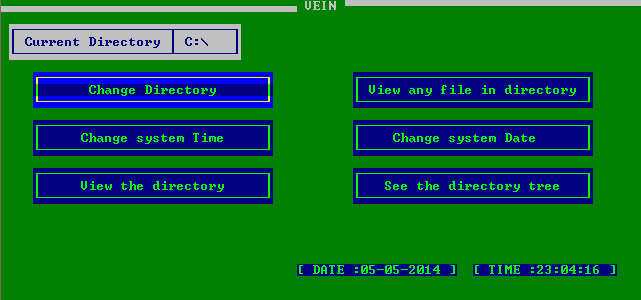 VEIN
Current Directory C:\
Change Directory View any file in directory
Change system Time Change system Date
View the directory See the directory tree
[ DATE :05-05-2014 ] [ TIME :23:04:16 ]